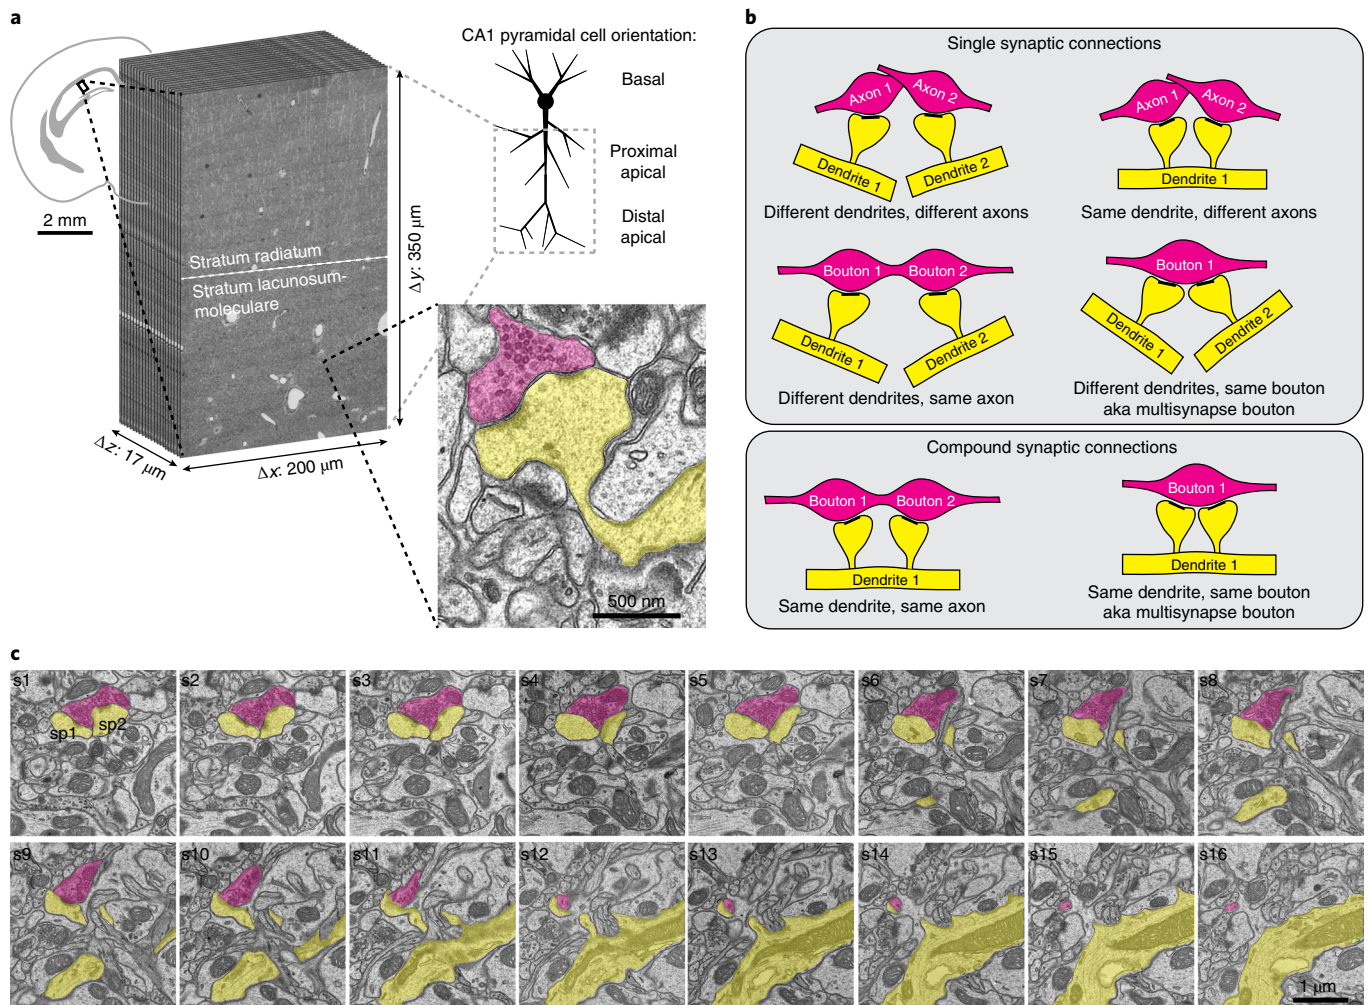 a
CA1 pyramidal cell orientation:
Basal
Proximal
apical
Distal
apical
2 mm
Stratum radiatum
Stratum lacunosum-
moleculare
Δy: 350 μm
Δz: 17 μm
Δx: 200 μm
500 nm
b
Single synaptic connections
Axon 1
Axon 2
Dendrite 1
Dendrite 2
Different dendrites, different axons
Axon 1
Axon 2
Dendrite 1
Same dendrite, different axons
Bouton 1
Bouton 2
Dendrite 1
Dendrite 2
Different dendrites, same axon
Bouton 1
Dendrite 1
Dendrite 2
Different dendrites, same bouton
aka multisynapse bouton
Compound synaptic connections
Bouton 1
Bouton 2
Dendrite 1
Same dendrite, same axon
Bouton 1
Dendrite 1
Same dendrite, same bouton
aka multisynapse bouton
c
s1
sp1
sp2
s2
s3
s4
s5
s6
s7
s8
s9
s10
s11
s12
s13
s14
s15
s16
1 μm